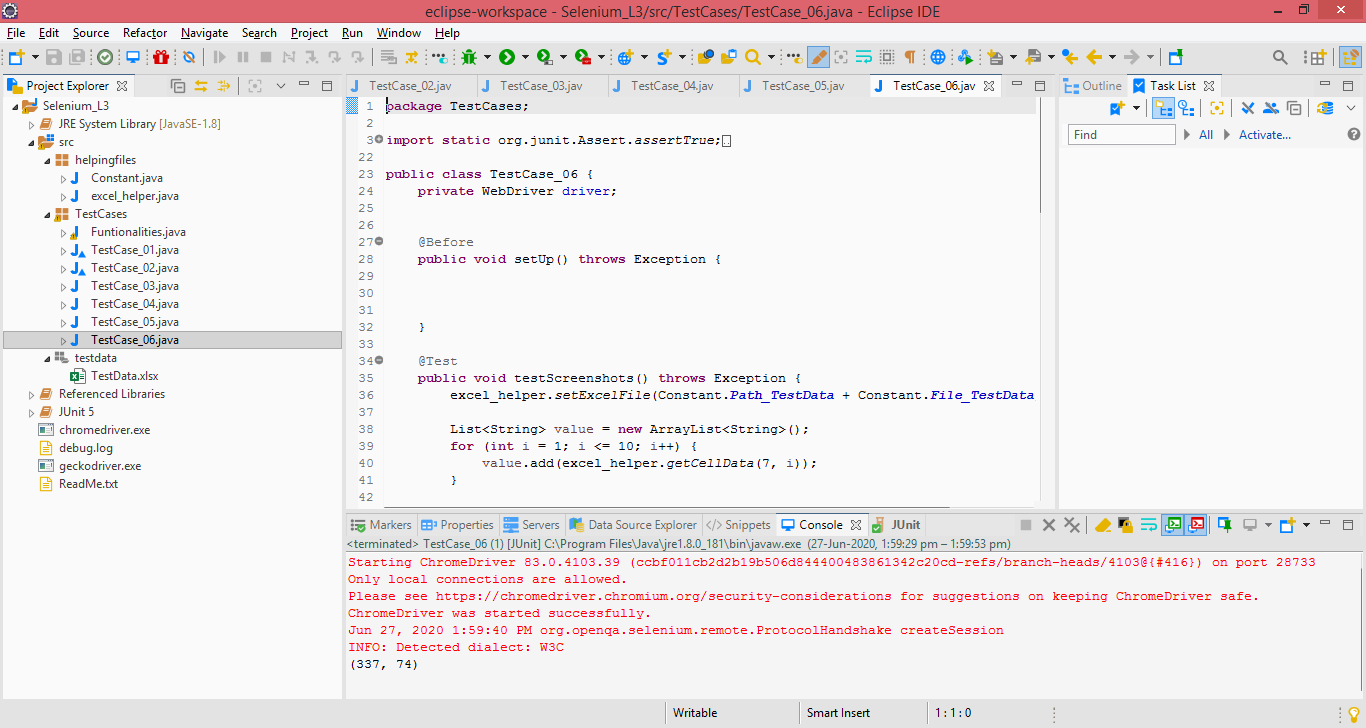 eclipse-workspace - Selenium_L3/src/TestCases/TestCase_06.java - Eclipse IDE
File Edit Source Refactor Navigate Search Project Run Window Help
Project Explorer
Selenium_L3
JRE System Library [JavaSE-1.8]
src
helpingfiles
Constant.java
excel_helper.java
TestCases
Funtionalities.java
TestCase_01.java
TestCase_02.java
TestCase_03.java
TestCase_04.java
TestCase_05.java
TestCase_06.java
testdata
TestData.xlsx
Referenced Libraries
JUnit 5
chromedriver.exe
debug.log
geckodriver.exe
ReadMe.txt
TestCase_02.jav TestCase_03.jav TestCase_04.jav TestCase_05.jav TestCase_06.jav
1 package TestCases;
2
3 import static org.junit.Assert.assertTrue;
22
23 public class TestCase_06 {
24 private WebDriver driver;
25
26
27 @Before
28 public void setUp() throws Exception {
29
30
31
32 }
33
34 @Test
35 public void testScreenshots() throws Exception {
36 excel_helper.setExcelFile(Constant.Path_TestData + Constant.File_TestData
37
38 List<String> value = new ArrayList<String>();
39 for (int i = 1; i <= 10; i++) {
40 value.add(excel_helper.getCellData(7, i));
41 }
42
Outline Task List
Find All Activate...
Markers Properties Servers Data Source Explorer Snippets Console JUnit
<terminated> TestCase_06 (1) [JUnit] C:\Program Files\Java\jre1.8.0_181\bin\javaw.exe (27-Jun-2020, 1:59:29 pm – 1:59:53 pm)
Starting ChromeDriver 83.0.4103.39 (ccbf011cb2d2b19b506d844400483861342c20cd-refs/branch-heads/4103@{#416}) on port 28733
Only local connections are allowed.
Please see https://chromedriver.chromium.org/security-considerations for suggestions on keeping ChromeDriver safe.
ChromeDriver was started successfully.
Jun 27, 2020 1:59:40 PM org.openqa.selenium.remote.ProtocolHandshake createSession
INFO: Detected dialect: W3C
(337, 74)
Writable Smart Insert 1 : 1 : 0